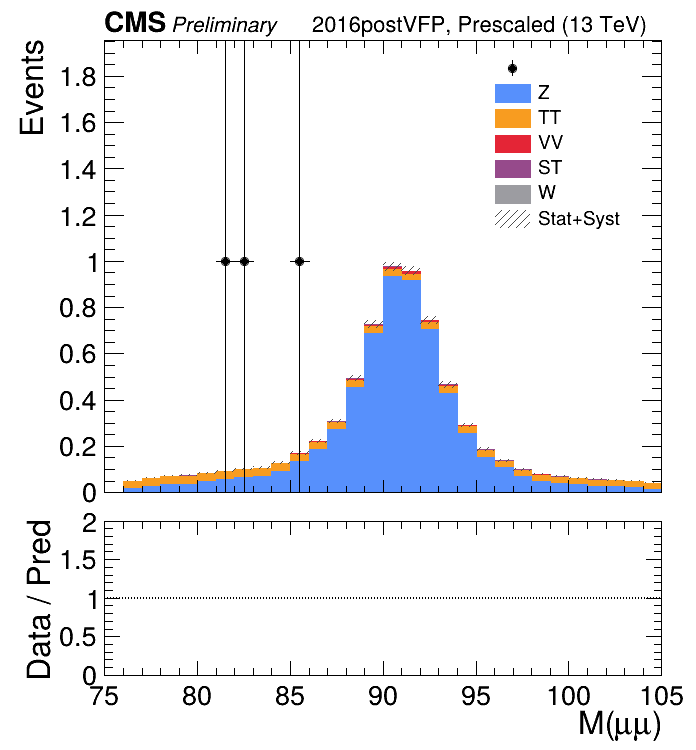 CMS Preliminary 2016postVFP, Prescaled (13 TeV)
Events
1.8
1.6
1.4
1.2
1
0.8
0.6
0.4
0.2
0
Z
TT
VV
ST
W
Stat+Syst
Data / Pred
2
1.5
1
0.5
0
75 80 85 90 95 100 105
M(μμ)